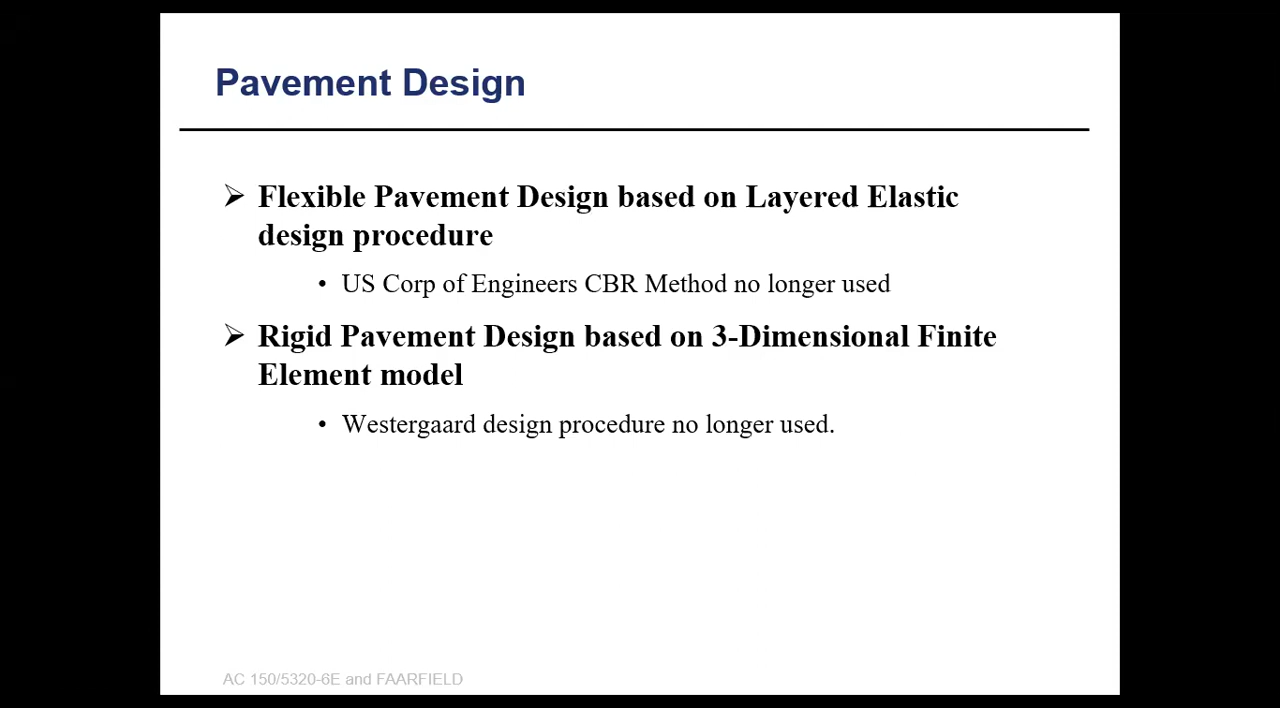 Pavement Design
➢ Flexible Pavement Design based on Layered Elastic
design procedure
• US Corp of Engineers CBR Method no longer used
➢ Rigid Pavement Design based on 3-Dimensional Finite
Element model
• Westergaard design procedure no longer used.
AC 150/5320-6E and FAARFIELD